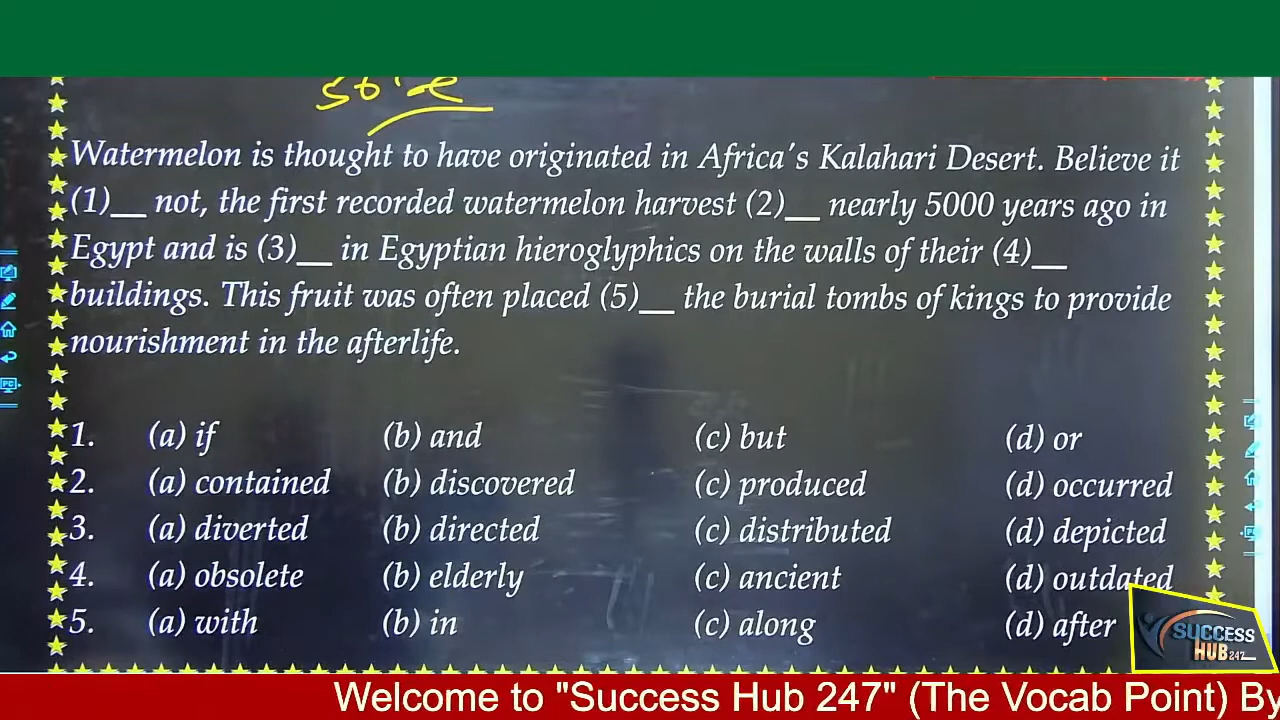 Watermelon is thought to have originated in Africa's Kalahari Desert. Believe it
(1)__ not, the first recorded watermelon harvest (2)__ nearly 5000 years ago in
Egypt and is (3)__ in Egyptian hieroglyphics on the walls of their (4)__
buildings. This fruit was often placed (5)__ the burial tombs of kings to provide
nourishment in the afterlife.
1. (a) if (b) and (c) but (d) or
2. (a) contained (b) discovered (c) produced (d) occurred
3. (a) diverted (b) directed (c) distributed (d) depicted
4. (a) obsolete (b) elderly (c) ancient (d) outdated
5. (a) with (b) in (c) along (d) after
SUCCESS
HUB 247
Welcome to "Success Hub 247" (The Vocab Point) By